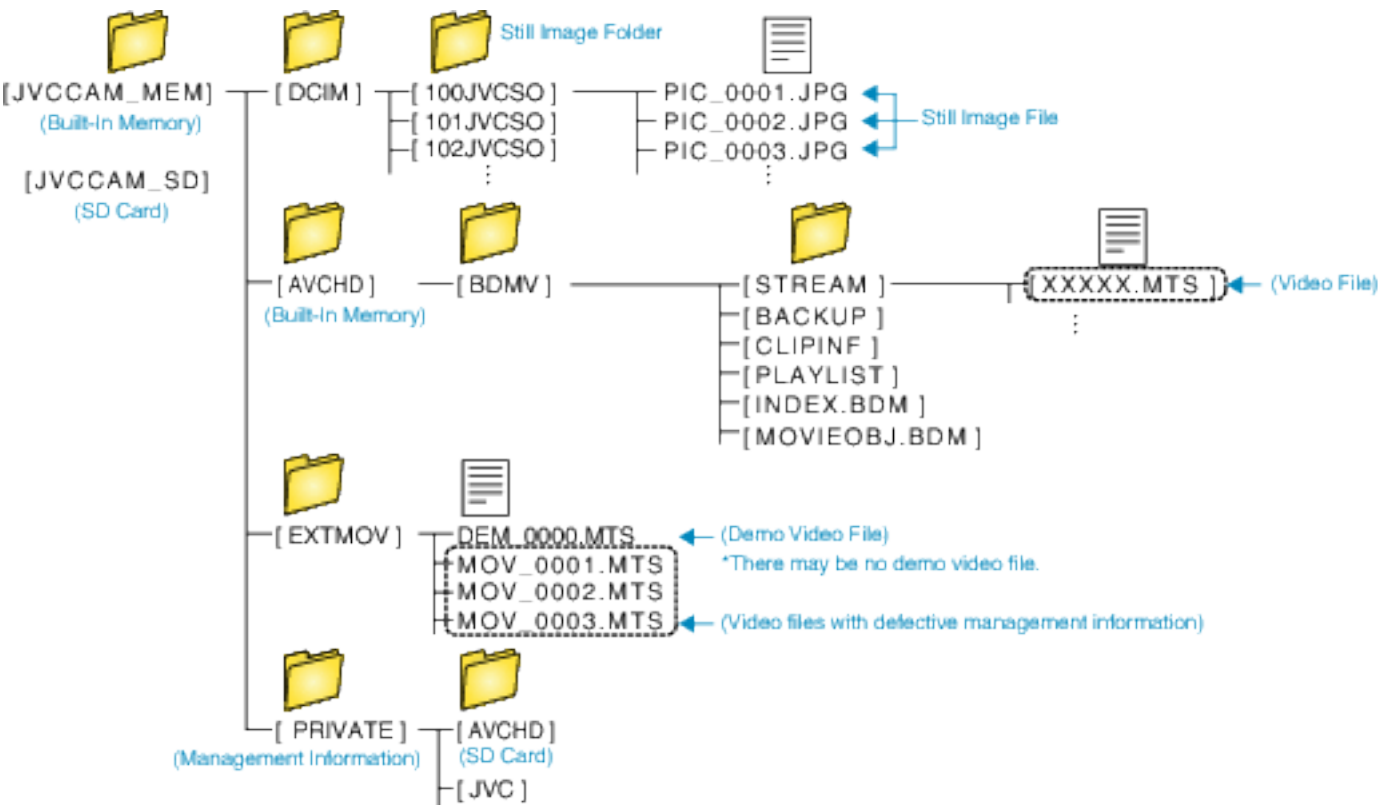 Still Image Folder
[JVCCAM_MEM] [ DCIM ] [ 100JVCSO ] PIC_0001.JPG
(Built-In Memory) [ 101JVCSO ] PIC_0002.JPG Still Image File
[ 102JVCSO ] PIC_0003.JPG
[JVCCAM_SD]
(SD Card)
[ AVCHD ] [ BDMV ] [ STREAM ] [ XXXXX.MTS ] (Video File)
(Built-In Memory) [ BACKUP ]
[ CLIPINF ]
[ PLAYLIST ]
[ INDEX.BDM ]
[ MOVIEOBJ.BDM ]
[ EXTMOV ] DEM_0000.MTS (Demo Video File)
MOV_0001.MTS *There may be no demo video file.
MOV_0002.MTS
MOV_0003.MTS (Video files with defective management information)
[ PRIVATE ] [ AVCHD ]
(Management Information) (SD Card)
[ JVC ]